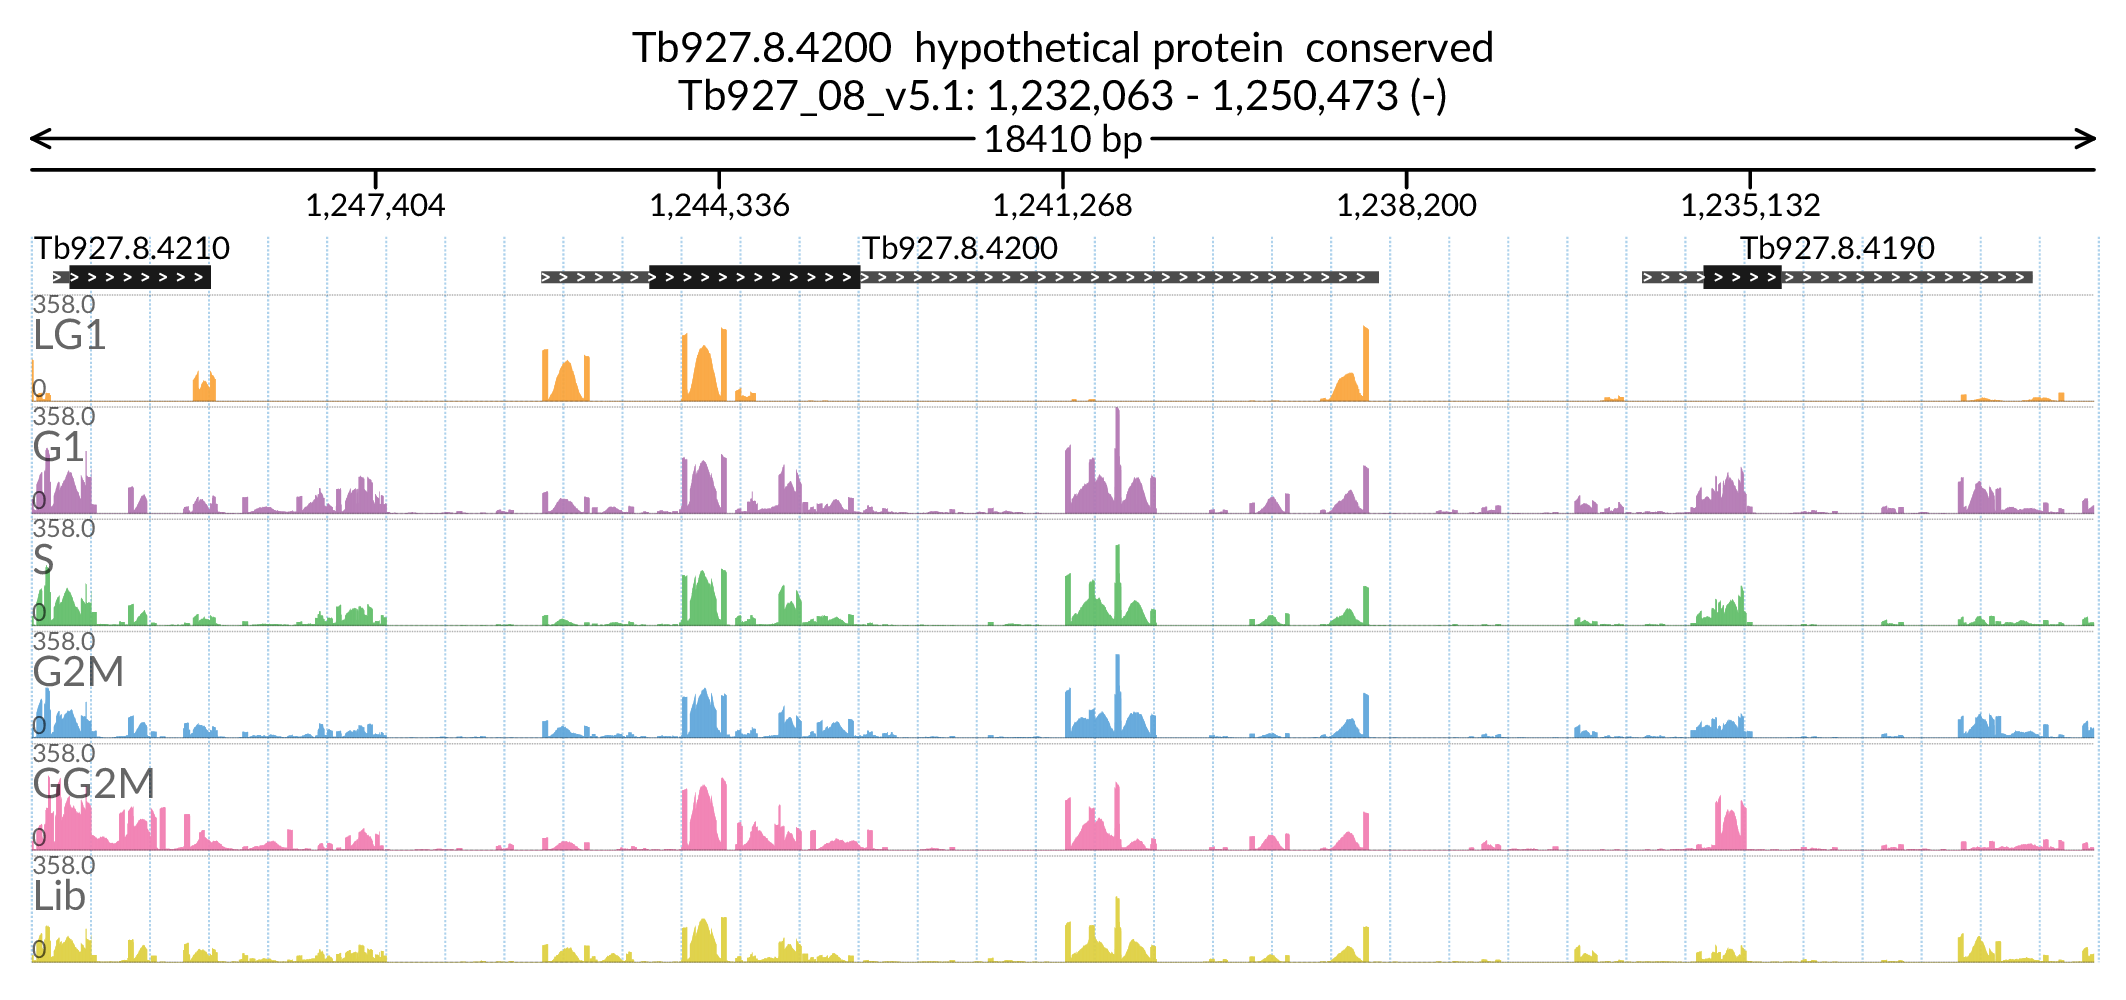 Tb927.8.4200 hypothetical protein conserved
Tb927_08_v5.1: 1,232,063 - 1,250,473 (-)
18410 bp
1,247,404 1,244,336 1,241,268 1,238,200 1,235,132
Tb927.8.4210 Tb927.8.4200 Tb927.8.4190
358.0
LG1
0
358.0
G1
0
358.0
S
0
358.0
G2M
0
358.0
GG2M
0
358.0
Lib
0